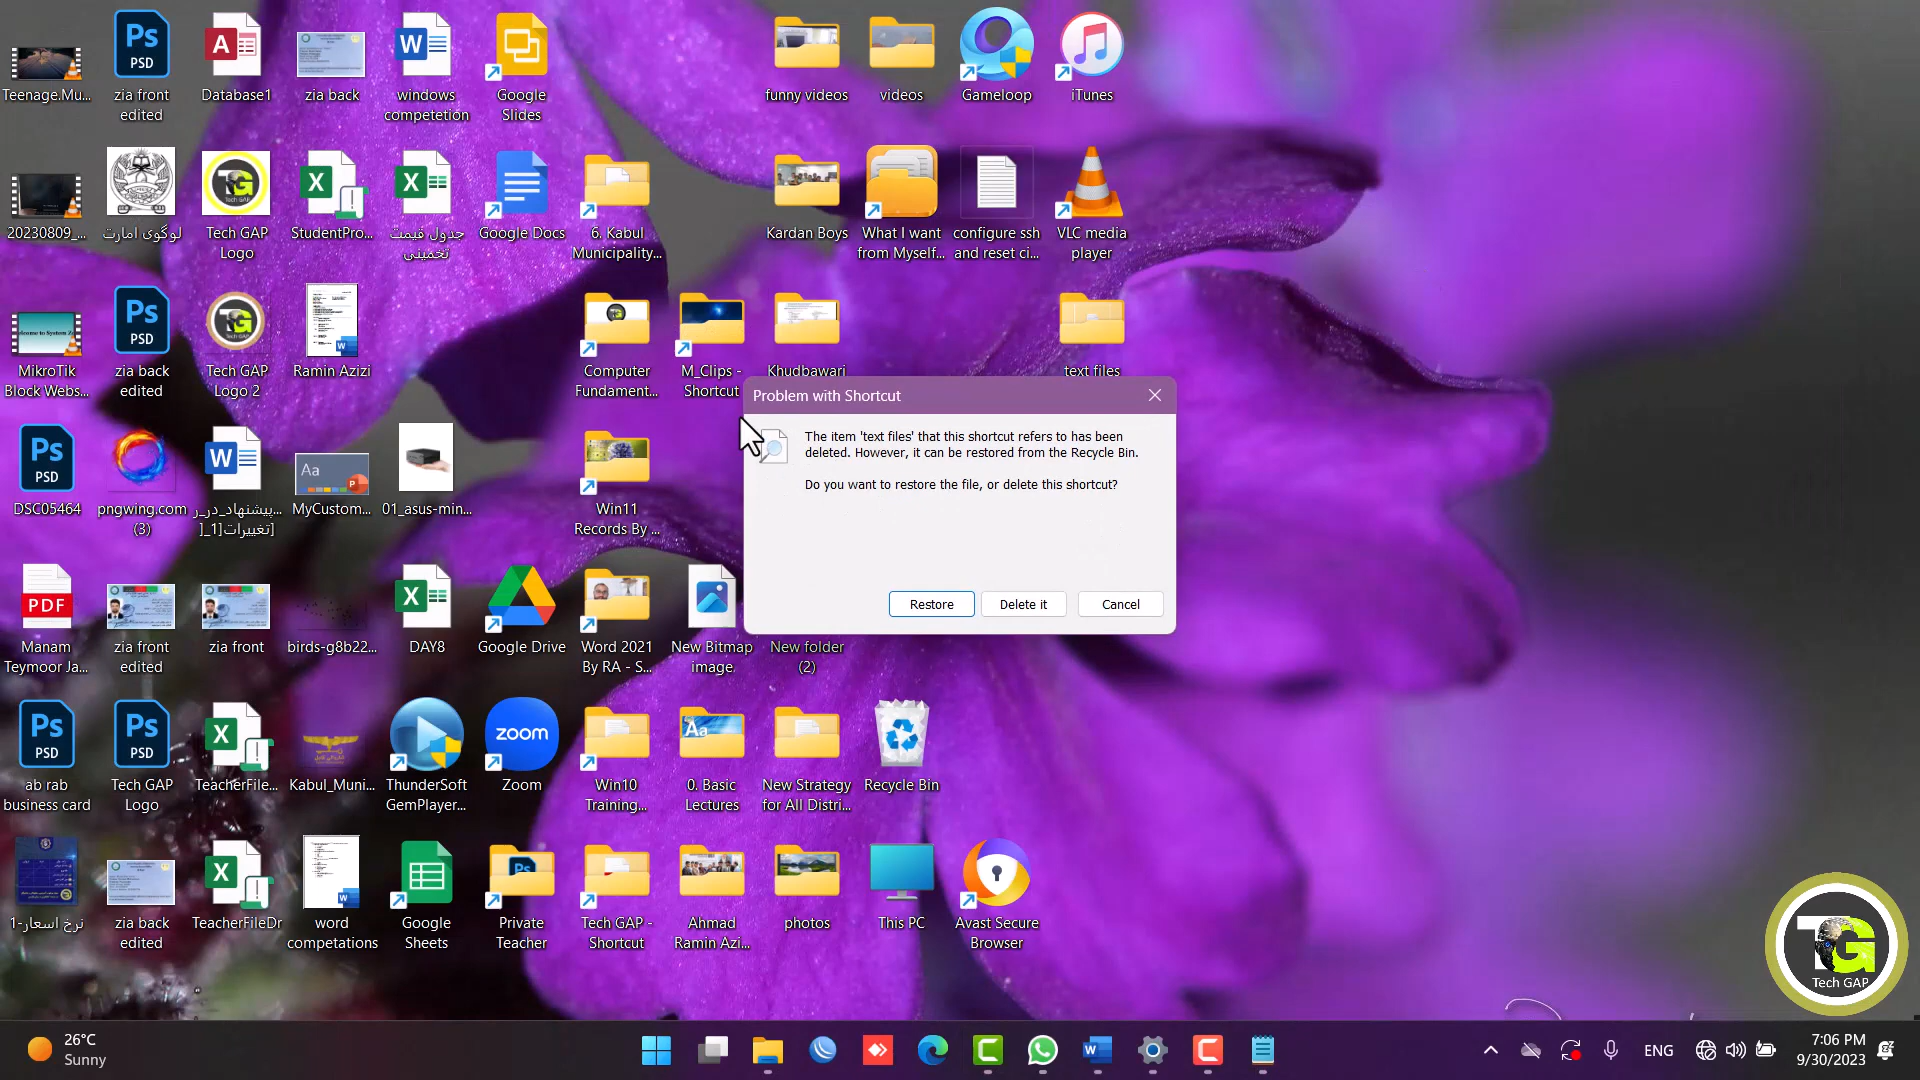 Teenage.Mu...
zia front
edited
Database1
zia back
windows
competetion
Google
Slides
funny videos
videos
Gameloop
iTunes
20230809_...
لوگوی امارت
Tech GAP
Logo
StudentPro...
جدول قیمت
تخمینی
Google Docs
6. Kabul
Municipality...
Kardan Boys
What I want
from Myself...
configure ssh
and reset ci...
VLC media
player
MikroTik
Block Webs...
zia back
edited
Tech GAP
Logo 2
Ramin Azizi
Computer
Fundament...
M_Clips -
Shortcut
Khudbawari
text files
Problem with Shortcut
The item 'text files' that this shortcut refers to has been
deleted. However, it can be restored from the Recycle Bin.
Do you want to restore the file, or delete this shortcut?
Restore
Delete it
Cancel
DSC05464
pngwing.com
(3)
پیشنهاد_در_ر...
[تغییرات[1_[
MyCustom...
01_asus-min...
Win11
Records By ...
Manam
Teymoor Ja...
zia front
edited
zia front
birds-g8b22...
DAY8
Google Drive
Word 2021
By RA - S...
New Bitmap
image
New folder
(2)
ab rab
business card
Tech GAP
Logo
TeacherFile...
Kabul_Muni...
ThunderSoft
GemPlayer...
zoom
Zoom
Win10
Training...
0. Basic
Lectures
New Strategy
for All Distri...
Recycle Bin
نرخ اسعار-1
zia back
edited
TeacherFileDr
word
competations
Google
Sheets
Private
Teacher
Tech GAP -
Shortcut
Ahmad
Ramin Azi...
photos
This PC
Avast Secure
Browser
TG
Tech GAP
26°C
Sunny
ENG
7:06 PM
9/30/2023